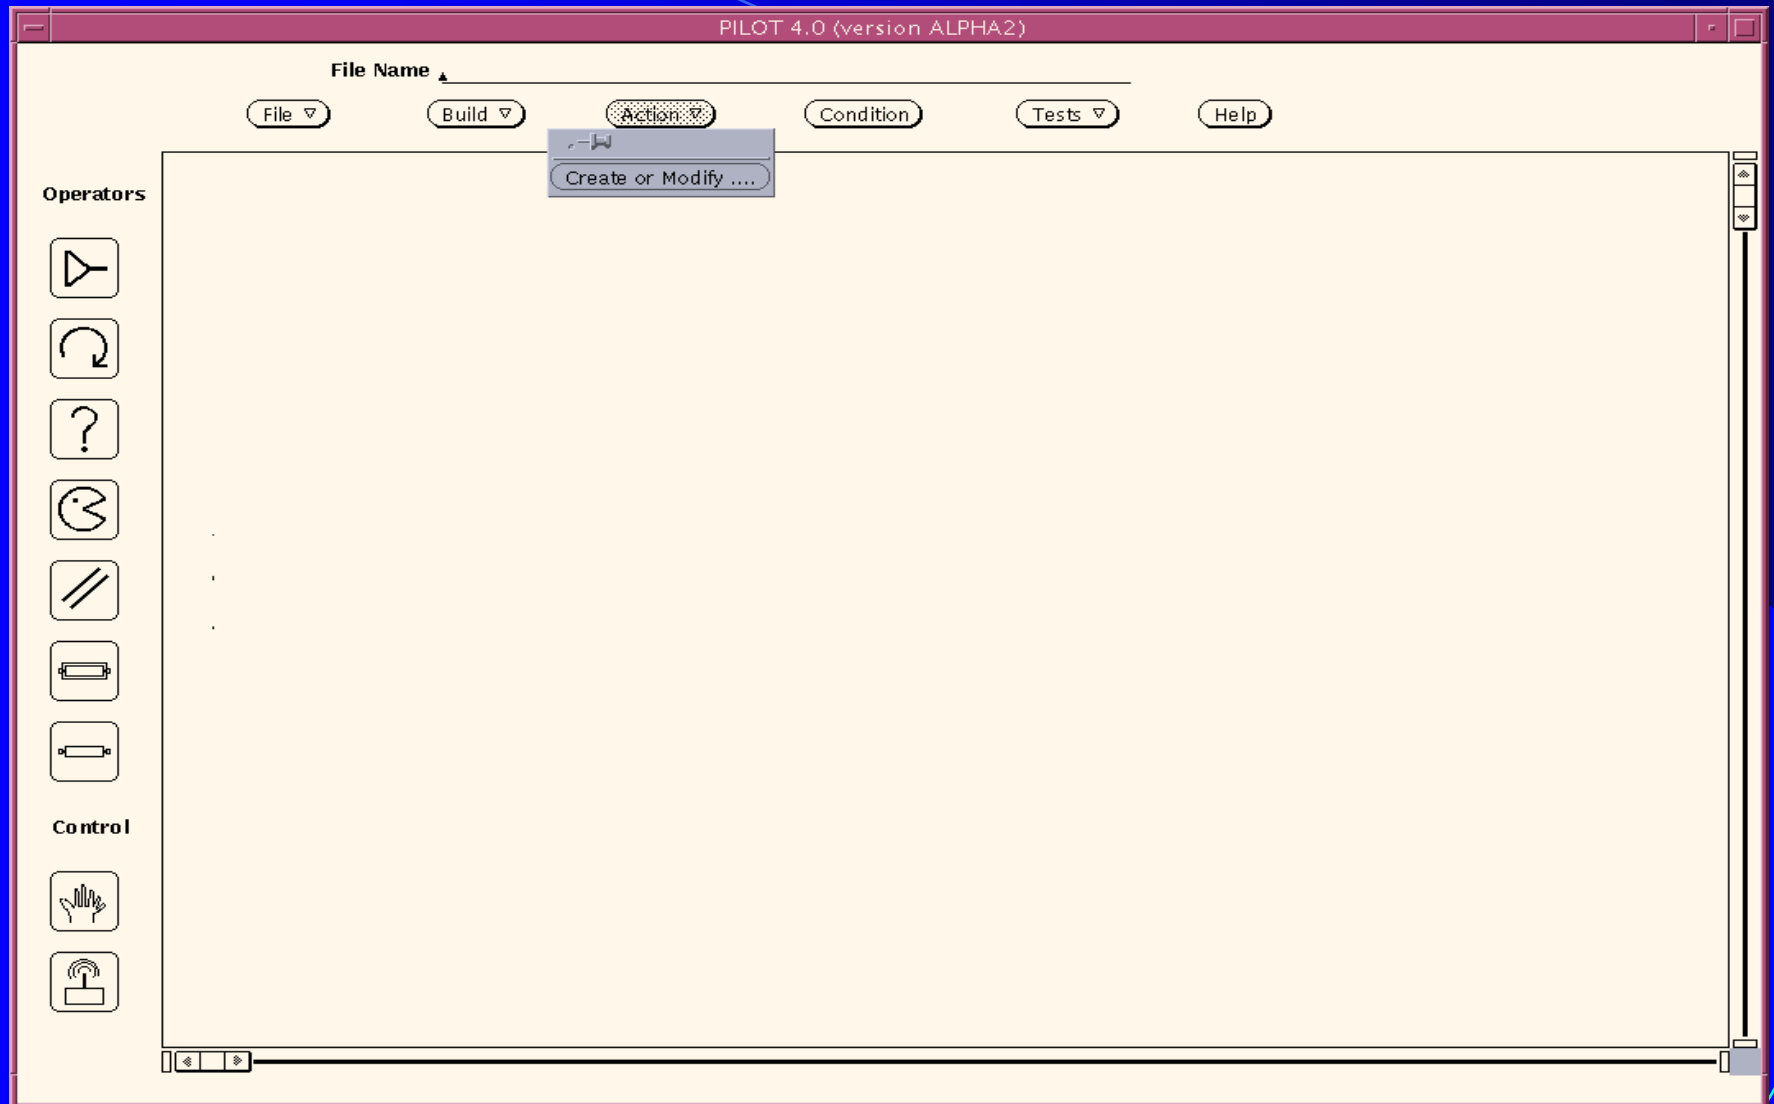 PILOT 4.0 (version ALPHA2)
File Name
File Build Action Condition Tests Help
Create or Modify ....
Operators
?
Control